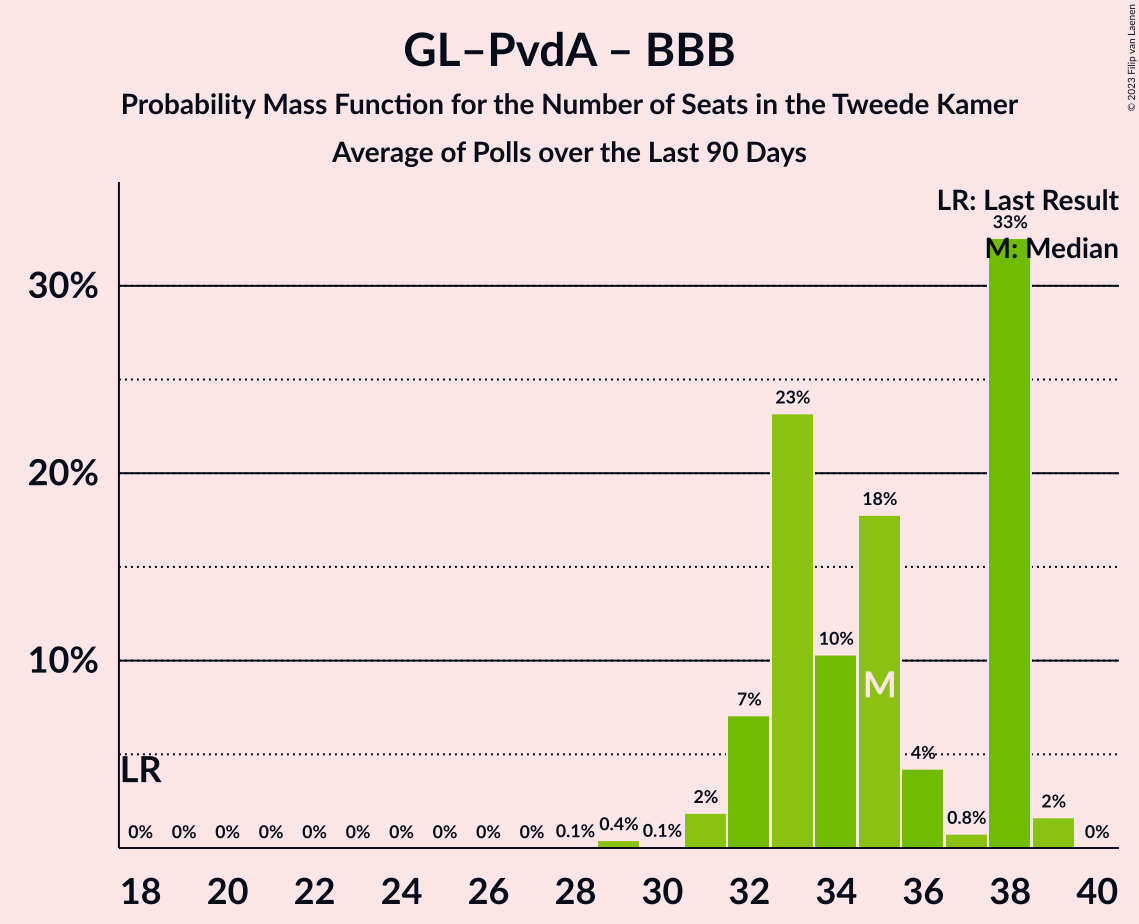 GL–PvdA – BBB
Probability Mass Function for the Number of Seats in the Tweede Kamer
Average of Polls over the Last 90 Days
© 2023 Filip van Laenen
LR: Last Result
M: Median
30%
20%
10%
33%
23%
18%
10%
M
7%
4%
LR
2%
0.8%
2%
0% 0% 0% 0% 0% 0% 0% 0% 0% 0% 0.1% 0.4% 0.1% 0%
18 20 22 24 26 28 30 32 34 36 38 40